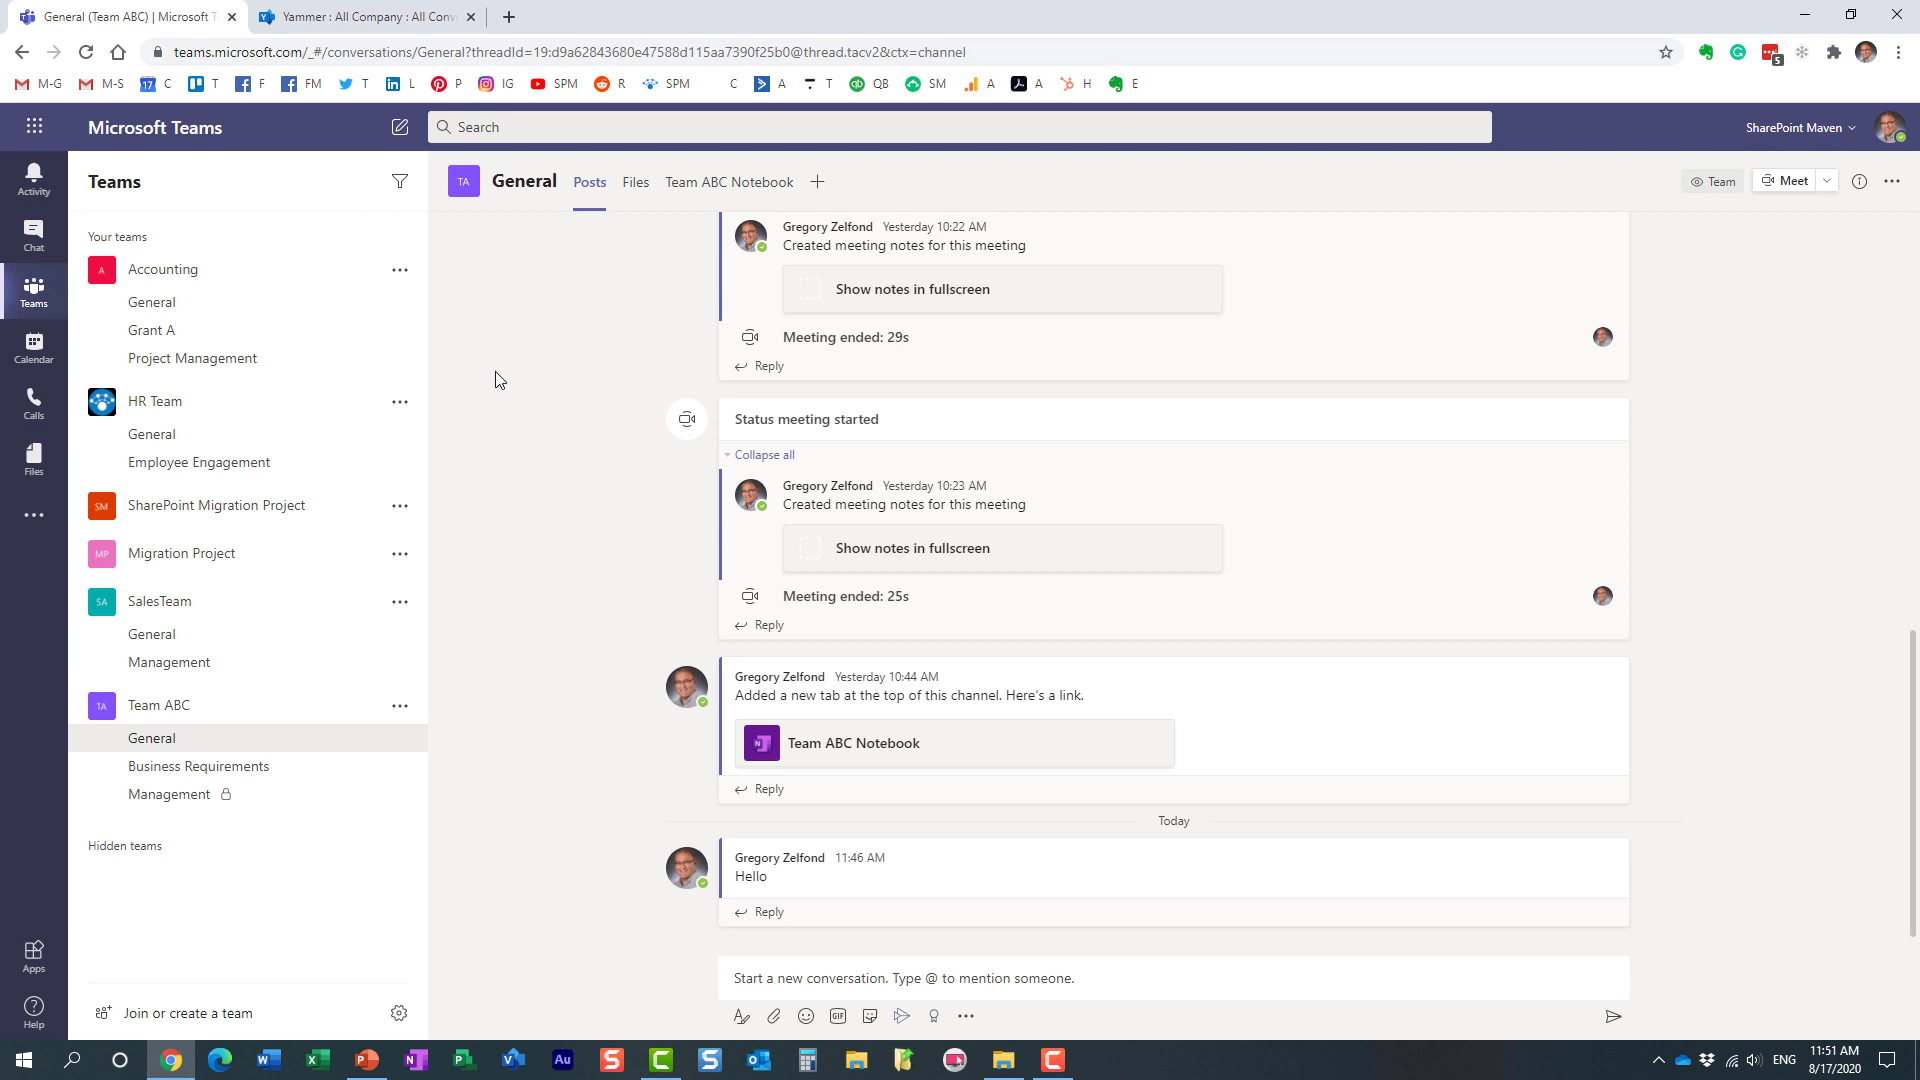 General (Team ABC) | Microsoft T
Yammer : All Company : All Conv
teams.microsoft.com/_#/conversations/General?threadId=19:d9a62843680e47588d115aa7390f25b0@thread.tacv2&ctx=channel
5
M-G
M-S
17
C
T
F
FM
T
L
P
IG
SPM
R
SPM
C
A
T
QB
SM
A
A
H
E
Microsoft Teams
Search
SharePoint Maven
Activity
Chat
Teams
Calendar
Calls
Files
Apps
Help
Teams
Your teams
A
Accounting
General
Grant A
Project Management
HR Team
General
Employee Engagement
SM
SharePoint Migration Project
MP
Migration Project
SA
SalesTeam
General
Management
TA
Team ABC
General
Business Requirements
Management
Hidden teams
Join or create a team
TA
General
Posts
Files
Team ABC Notebook
Team
Meet
Gregory Zelfond Yesterday 10:22 AM
Created meeting notes for this meeting
Show notes in fullscreen
Meeting ended: 29s
Reply
Status meeting started
Collapse all
Gregory Zelfond Yesterday 10:23 AM
Created meeting notes for this meeting
Show notes in fullscreen
Meeting ended: 25s
Reply
Gregory Zelfond Yesterday 10:44 AM
Added a new tab at the top of this channel. Here's a link.
N
Team ABC Notebook
Reply
Today
Gregory Zelfond 11:46 AM
Hello
Reply
Start a new conversation. Type @ to mention someone.
GIF
Au
ENG
11:51 AM
8/17/2020